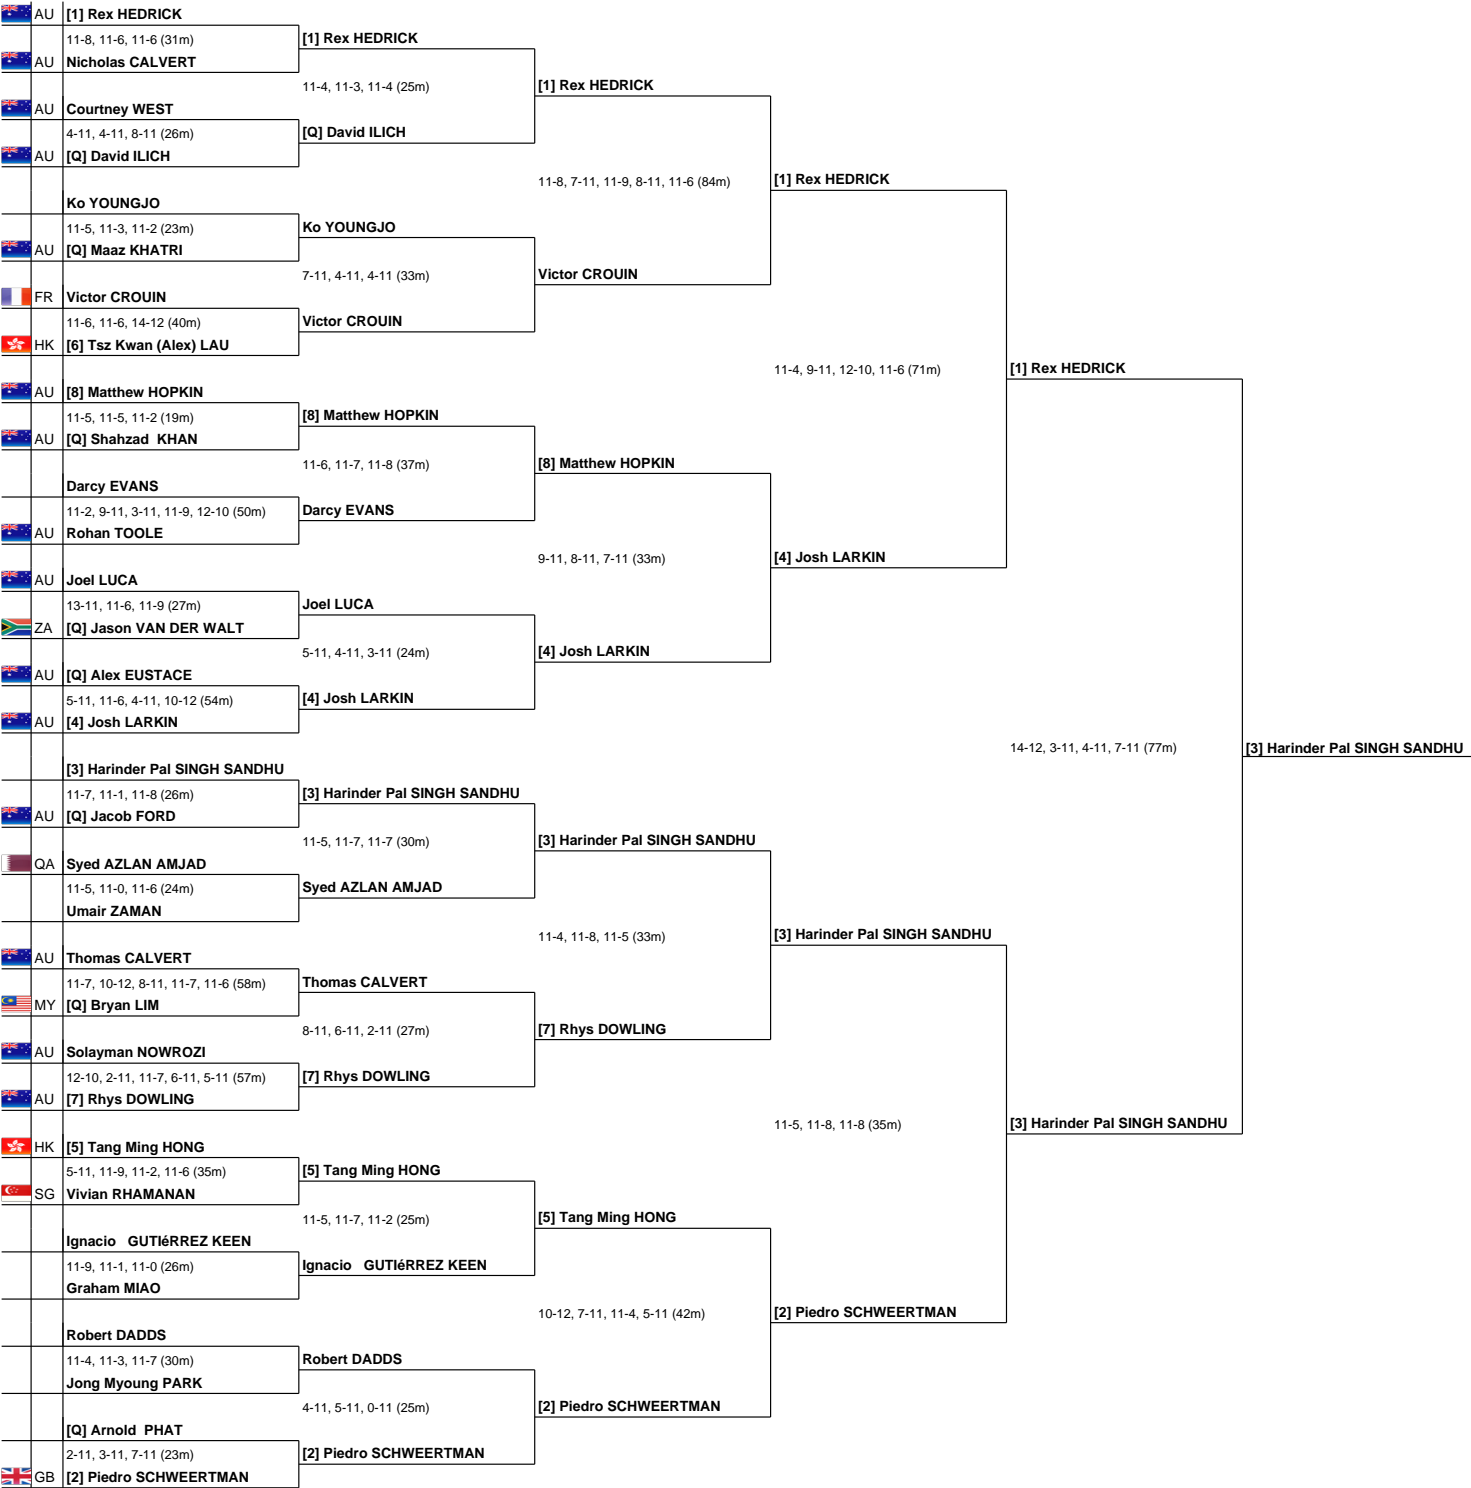 AU [1] Rex HEDRICK
11-8, 11-6, 11-6 (31m)
[1] Rex HEDRICK
AU Nicholas CALVERT
11-4, 11-3, 11-4 (25m)
[1] Rex HEDRICK
AU Courtney WEST
4-11, 4-11, 8-11 (26m)
[Q] David ILICH
AU [Q] David ILICH
11-8, 7-11, 11-9, 8-11, 11-6 (84m)
[1] Rex HEDRICK
Ko YOUNGJO
11-5, 11-3, 11-2 (23m)
Ko YOUNGJO
AU [Q] Maaz KHATRI
7-11, 4-11, 4-11 (33m)
Victor CROUIN
FR Victor CROUIN
11-6, 11-6, 14-12 (40m)
Victor CROUIN
HK [6] Tsz Kwan (Alex) LAU
11-4, 9-11, 12-10, 11-6 (71m)
[1] Rex HEDRICK
AU [8] Matthew HOPKIN
11-5, 11-5, 11-2 (19m)
[8] Matthew HOPKIN
AU [Q] Shahzad  KHAN
11-6, 11-7, 11-8 (37m)
[8] Matthew HOPKIN
Darcy EVANS
11-2, 9-11, 3-11, 11-9, 12-10 (50m)
Darcy EVANS
AU Rohan TOOLE
9-11, 8-11, 7-11 (33m)
[4] Josh LARKIN
AU Joel LUCA
13-11, 11-6, 11-9 (27m)
Joel LUCA
ZA [Q] Jason VAN DER WALT
5-11, 4-11, 3-11 (24m)
[4] Josh LARKIN
AU [Q] Alex EUSTACE
5-11, 11-6, 4-11, 10-12 (54m)
[4] Josh LARKIN
AU [4] Josh LARKIN
14-12, 3-11, 4-11, 7-11 (77m)
[3] Harinder Pal SINGH SANDHU
[3] Harinder Pal SINGH SANDHU
11-7, 11-1, 11-8 (26m)
[3] Harinder Pal SINGH SANDHU
AU [Q] Jacob FORD
11-5, 11-7, 11-7 (30m)
[3] Harinder Pal SINGH SANDHU
QA Syed AZLAN AMJAD
11-5, 11-0, 11-6 (24m)
Syed AZLAN AMJAD
Umair ZAMAN
11-4, 11-8, 11-5 (33m)
[3] Harinder Pal SINGH SANDHU
AU Thomas CALVERT
11-7, 10-12, 8-11, 11-7, 11-6 (58m)
Thomas CALVERT
MY [Q] Bryan LIM
8-11, 6-11, 2-11 (27m)
[7] Rhys DOWLING
AU Solayman NOWROZI
12-10, 2-11, 11-7, 6-11, 5-11 (57m)
[7] Rhys DOWLING
AU [7] Rhys DOWLING
11-5, 11-8, 11-8 (35m)
[3] Harinder Pal SINGH SANDHU
HK [5] Tang Ming HONG
5-11, 11-9, 11-2, 11-6 (35m)
[5] Tang Ming HONG
SG Vivian RHAMANAN
11-5, 11-7, 11-2 (25m)
[5] Tang Ming HONG
Ignacio   GUTIéRREZ KEEN
11-9, 11-1, 11-0 (26m)
Ignacio   GUTIéRREZ KEEN
Graham MIAO
10-12, 7-11, 11-4, 5-11 (42m)
[2] Piedro SCHWEERTMAN
Robert DADDS
11-4, 11-3, 11-7 (30m)
Robert DADDS
Jong Myoung PARK
4-11, 5-11, 0-11 (25m)
[2] Piedro SCHWEERTMAN
[Q] Arnold  PHAT
2-11, 3-11, 7-11 (23m)
[2] Piedro SCHWEERTMAN
GB [2] Piedro SCHWEERTMAN